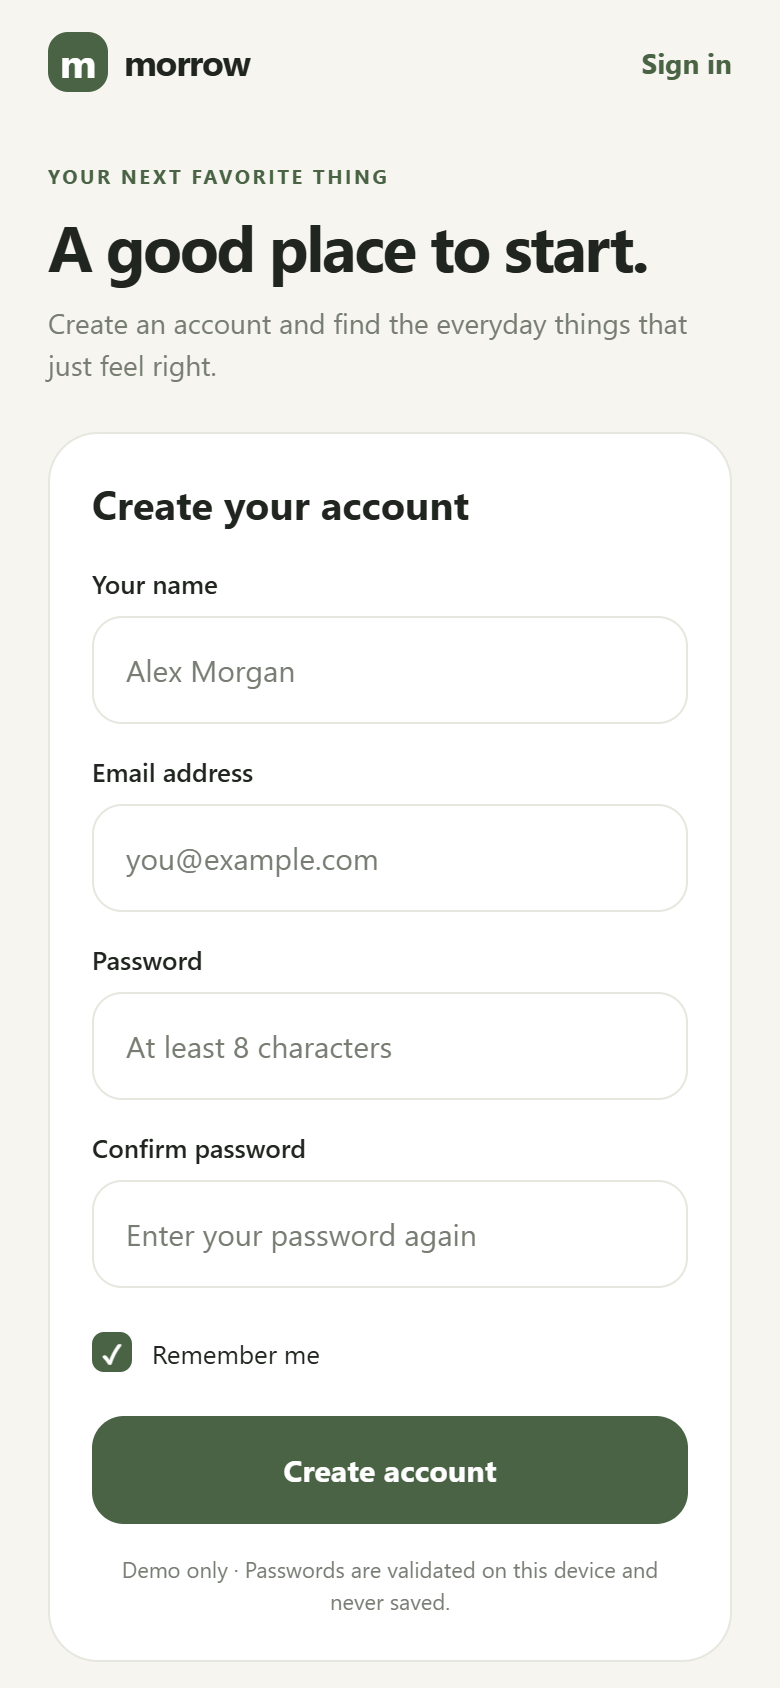 m morrow
Sign in
YOUR NEXT FAVORITE THING
A good place to start.
Create an account and find the everyday things that
just feel right.
Create your account
Your name
Alex Morgan
Email address
you@example.com
Password
At least 8 characters
Confirm password
Enter your password again
Remember me
Create account
Demo only · Passwords are validated on this device and
never saved.